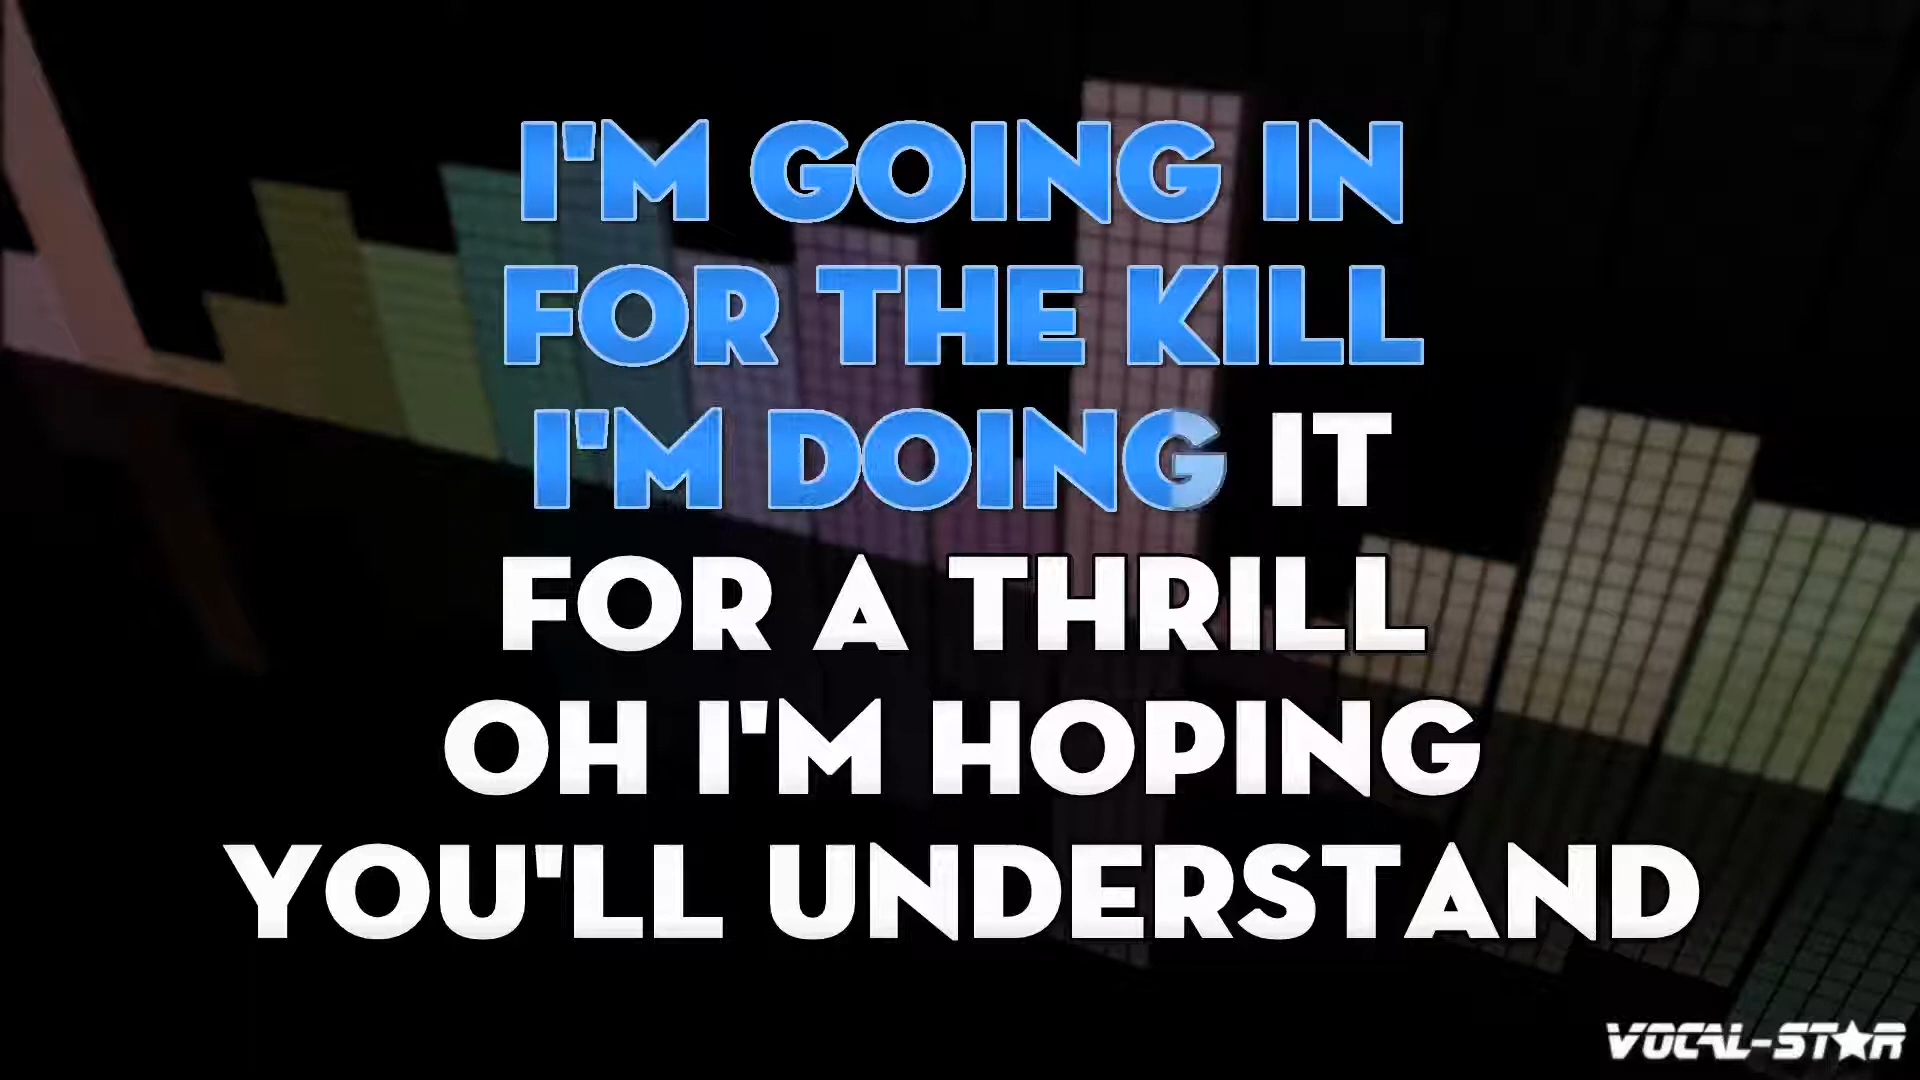 I'M GOING IN
FOR THE KILL
I'M DOING IT
FOR A THRILL
OH I'M HOPING
YOU'LL UNDERSTAND
VOCAL-STAR